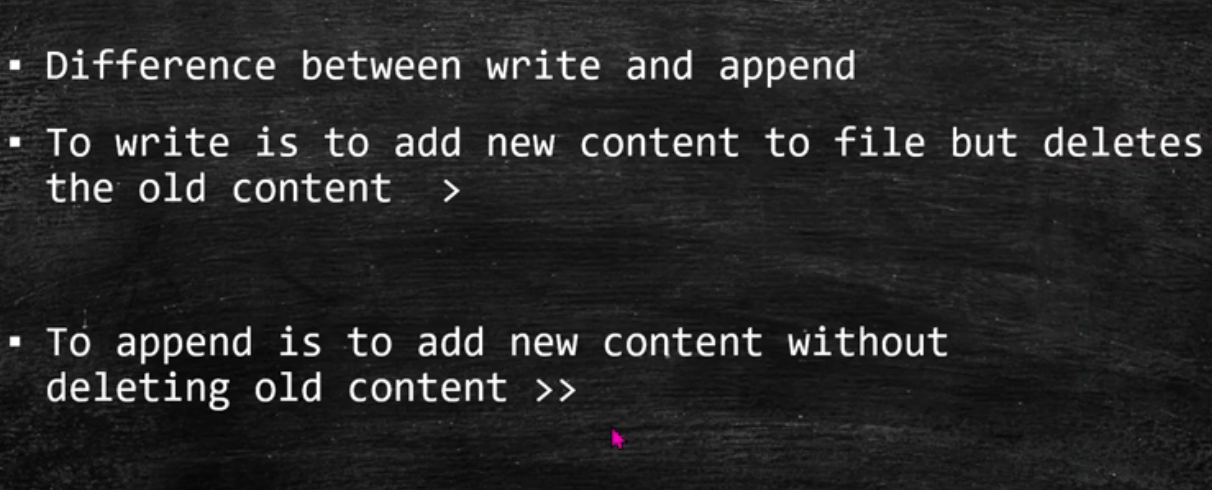 ▪ Difference between write and append
▪ To write is to add new content to file but deletes
the old content >
▪ To append is to add new content without
deleting old content >>